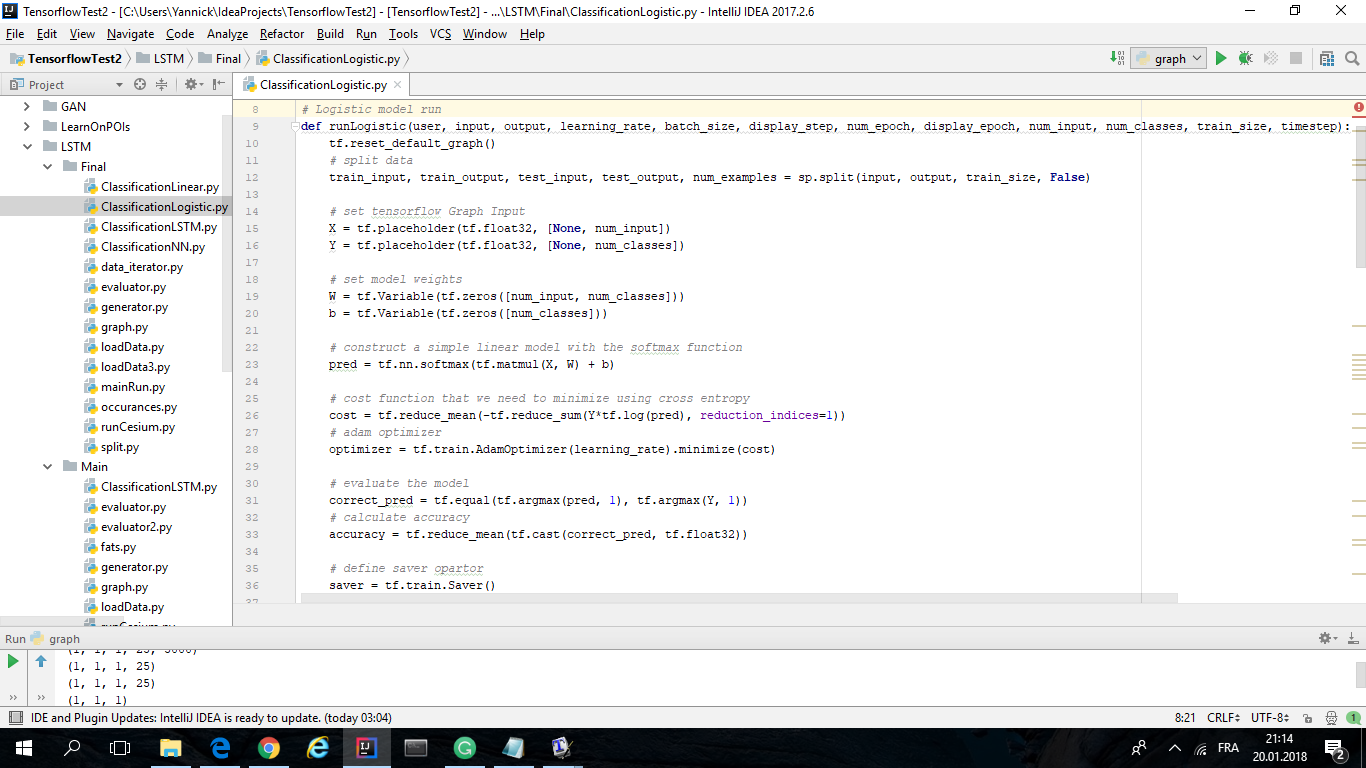 TensorflowTest2 - [C:\Users\Yannick\IdeaProjects\TensorflowTest2] - [TensorflowTest2] - ...\LSTM\Final\ClassificationLogistic.py - IntelliJ IDEA 2017.2.6
File Edit View Navigate Code Analyze Refactor Build Run Tools VCS Window Help
TensorflowTest2 LSTM Final ClassificationLogistic.py graph
Project
ClassificationLogistic.py
GAN
LearnOnPOIs
LSTM
Final
ClassificationLinear.py
ClassificationLogistic.py
ClassificationLSTM.py
ClassificationNN.py
data_iterator.py
evaluator.py
generator.py
graph.py
loadData.py
loadData3.py
mainRun.py
occurances.py
runCesium.py
split.py
Main
ClassificationLSTM.py
evaluator.py
evaluator2.py
fats.py
generator.py
graph.py
loadData.py
runCesium.py
8 # Logistic model run
9 def runLogistic(user, input, output, learning_rate, batch_size, display_step, num_epoch, display_epoch, num_input, num_classes, train_size, timestep):
10 tf.reset_default_graph()
11 # split data
12 train_input, train_output, test_input, test_output, num_examples = sp.split(input, output, train_size, False)
13
14 # set tensorflow Graph Input
15 X = tf.placeholder(tf.float32, [None, num_input])
16 Y = tf.placeholder(tf.float32, [None, num_classes])
17
18 # set model weights
19 W = tf.Variable(tf.zeros([num_input, num_classes]))
20 b = tf.Variable(tf.zeros([num_classes]))
21
22 # construct a simple linear model with the softmax function
23 pred = tf.nn.softmax(tf.matmul(X, W) + b)
24
25 # cost function that we need to minimize using cross entropy
26 cost = tf.reduce_mean(-tf.reduce_sum(Y*tf.log(pred), reduction_indices=1))
27 # adam optimizer
28 optimizer = tf.train.AdamOptimizer(learning_rate).minimize(cost)
29
30 # evaluate the model
31 correct_pred = tf.equal(tf.argmax(pred, 1), tf.argmax(Y, 1))
32 # calculate accuracy
33 accuracy = tf.reduce_mean(tf.cast(correct_pred, tf.float32))
34
35 # define saver opartor
36 saver = tf.train.Saver()
37
Run graph
(1, 1, 1, 25, 5000)
(1, 1, 1, 25)
(1, 1, 1, 25)
(1, 1, 1)
IDE and Plugin Updates: IntelliJ IDEA is ready to update. (today 03:04) 8:21 CRLF UTF-8 1
FRA 21:14
20.01.2018 2